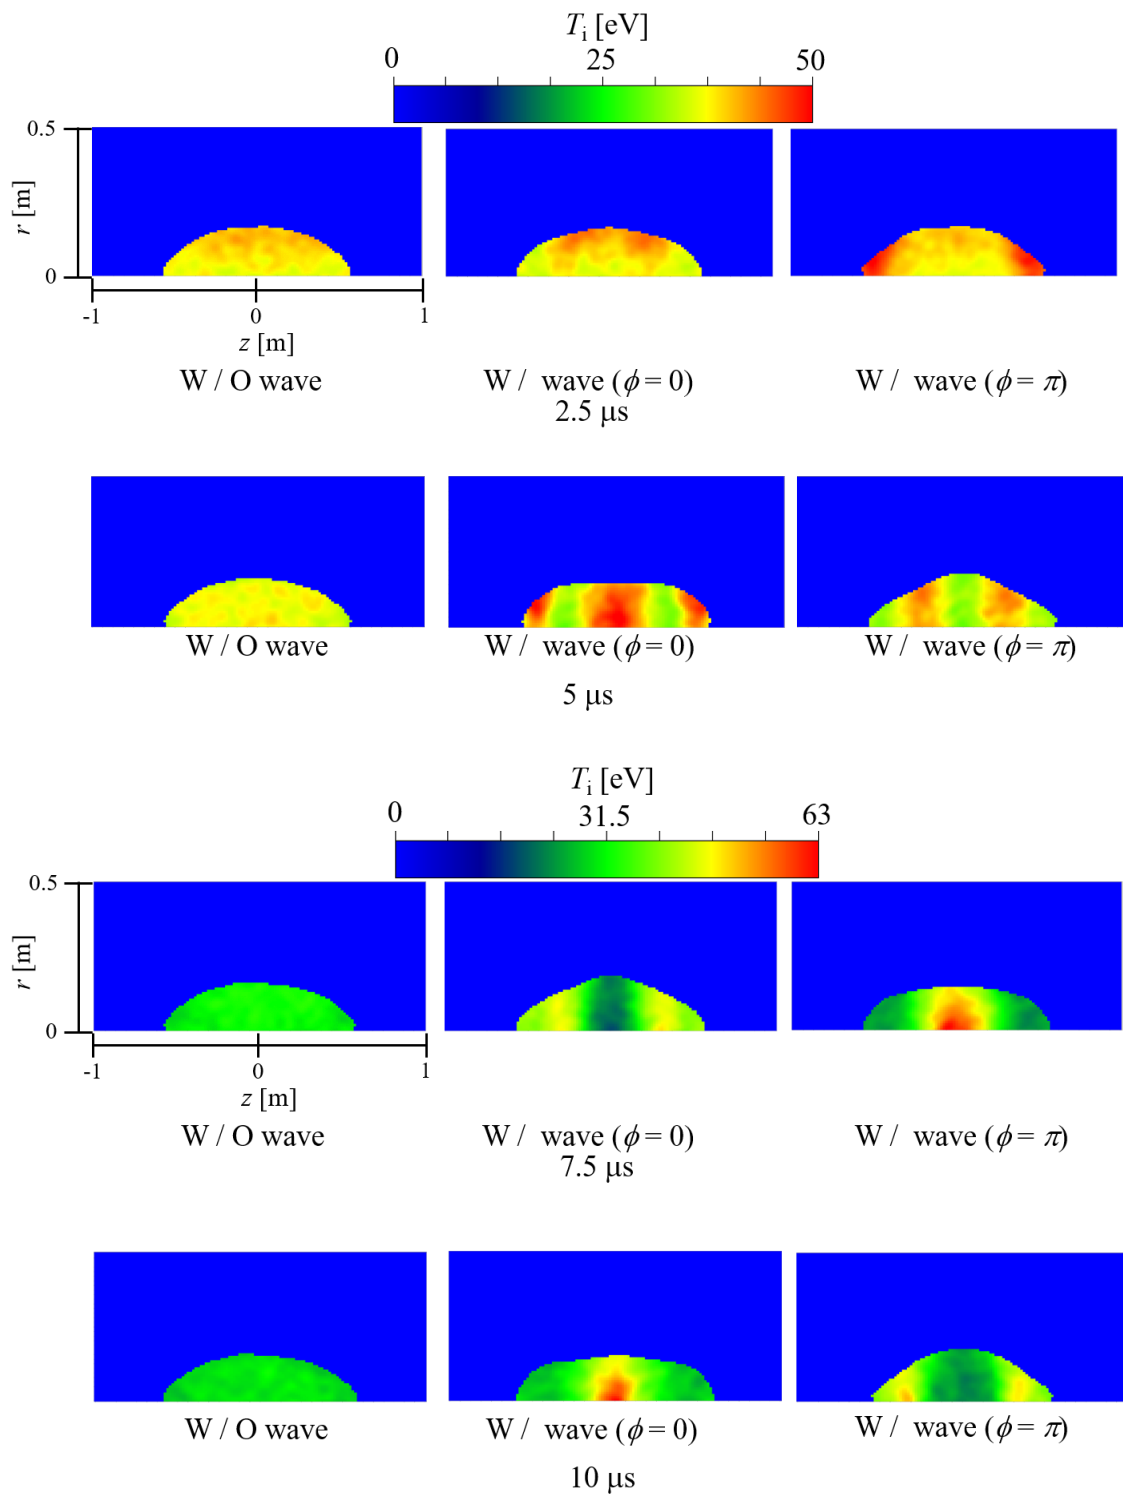 Ti [eV]
0 25 50
0.5
r [m]
0
-1 0 1
z [m]
W / O wave W / wave (ϕ = 0) W / wave (ϕ = π)
2.5 μs
W / O wave W / wave (ϕ = 0) W / wave (ϕ = π)
5 μs
Ti [eV]
0 31.5 63
0.5
r [m]
0
-1 0 1
z [m]
W / O wave W / wave (ϕ = 0) W / wave (ϕ = π)
7.5 μs
W / O wave W / wave (ϕ = 0) W / wave (ϕ = π)
10 μs